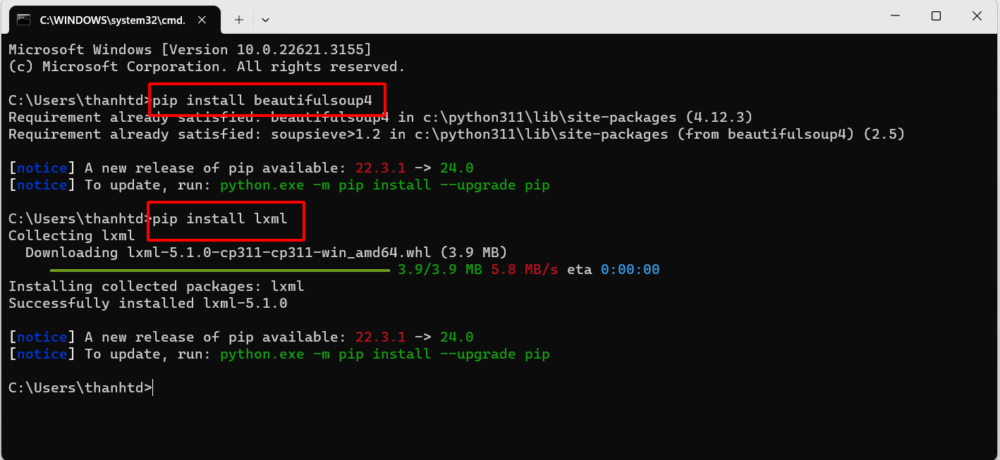 C:\WINDOWS\system32\cmd.
Microsoft Windows [Version 10.0.22621.3155]
(c) Microsoft Corporation. All rights reserved.
C:\Users\thanhtd>pip install beautifulsoup4
Requirement already satisfied: beautifulsoup4 in c:\python311\lib\site-packages (4.12.3)
Requirement already satisfied: soupsieve>1.2 in c:\python311\lib\site-packages (from beautifulsoup4) (2.5)
[notice] A new release of pip available: 22.3.1 -> 24.0
[notice] To update, run: python.exe -m pip install --upgrade pip
C:\Users\thanhtd>pip install lxml
Collecting lxml
  Downloading lxml-5.1.0-cp311-cp311-win_amd64.whl (3.9 MB)
3.9/3.9 MB 5.8 MB/s eta 0:00:00
Installing collected packages: lxml
Successfully installed lxml-5.1.0
[notice] A new release of pip available: 22.3.1 -> 24.0
[notice] To update, run: python.exe -m pip install --upgrade pip
C:\Users\thanhtd>